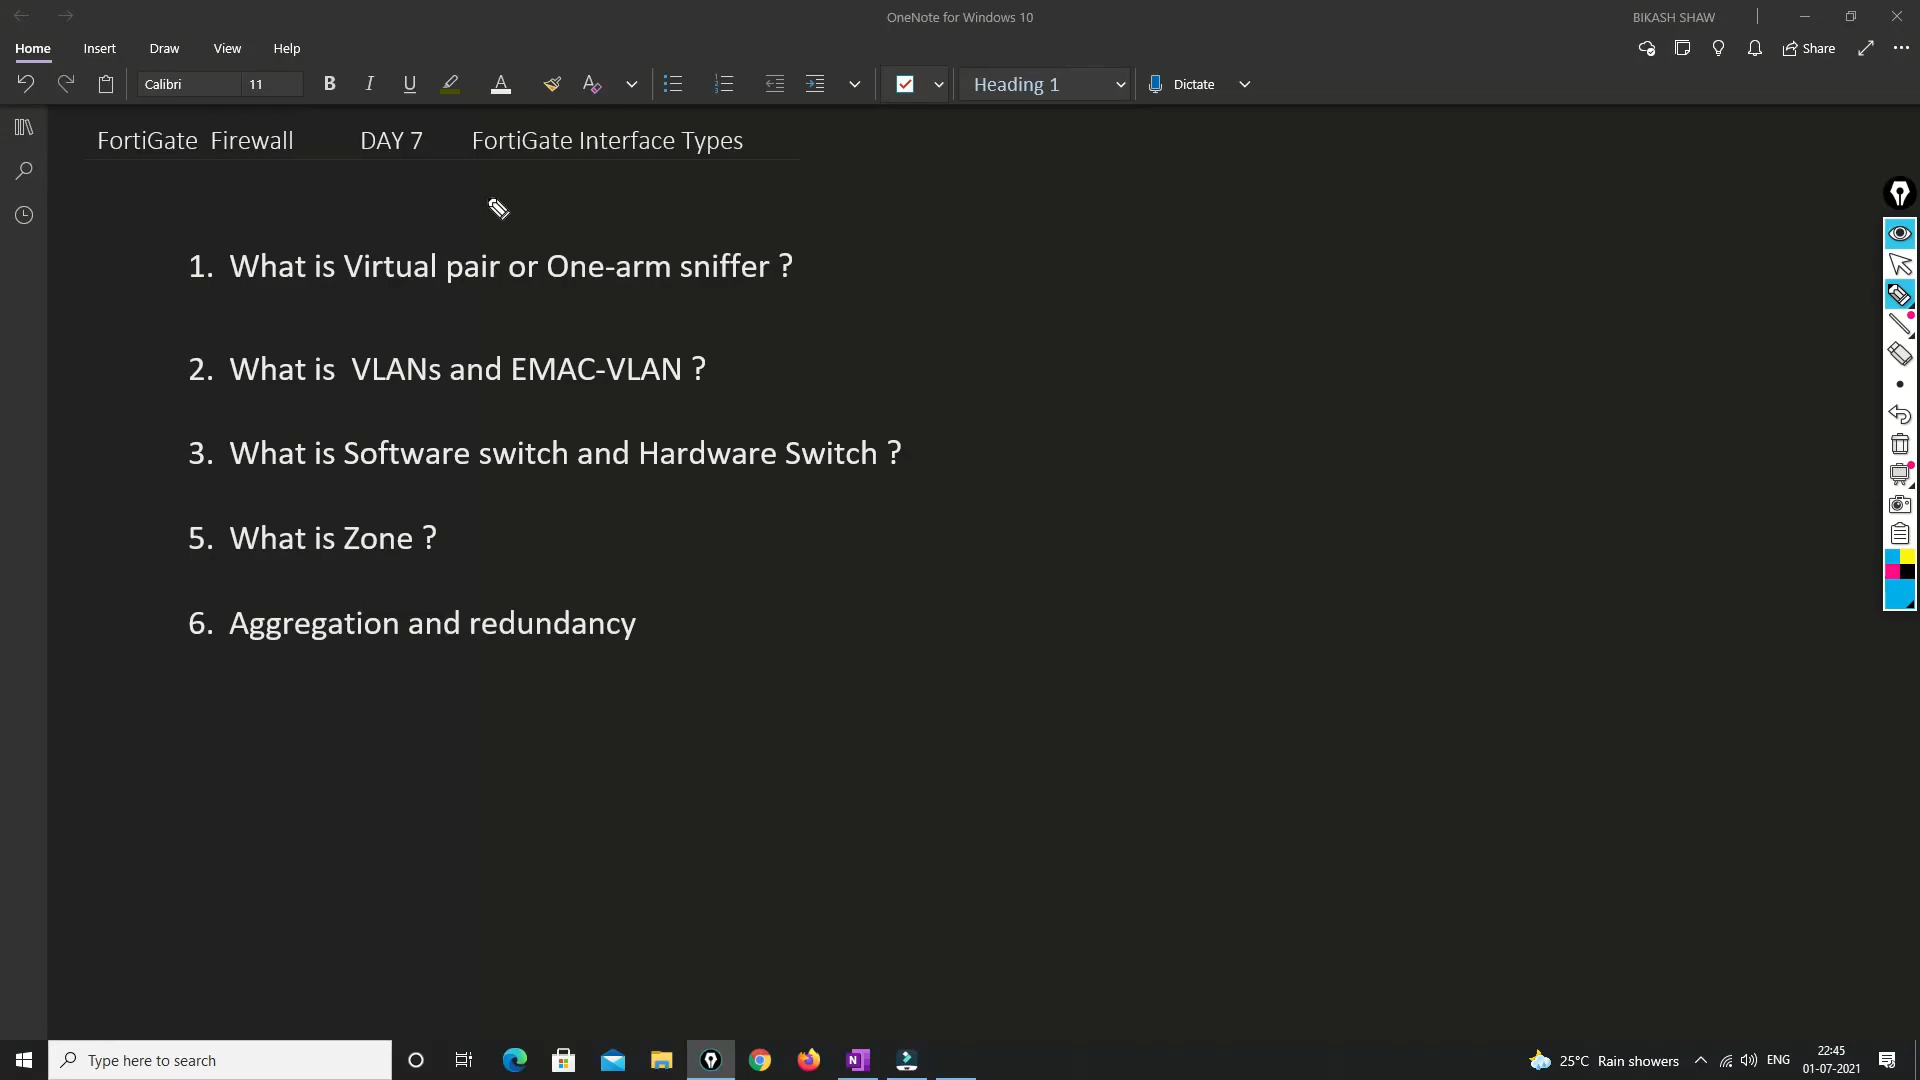 OneNote for Windows 10
BIKASH SHAW
Home Insert Draw View Help
Share
Calibri 11 B I U A A Heading 1 Dictate
FortiGate Firewall DAY 7 FortiGate Interface Types
1. What is Virtual pair or One-arm sniffer ?
2. What is VLANs and EMAC-VLAN ?
3. What is Software switch and Hardware Switch ?
5. What is Zone ?
6. Aggregation and redundancy
Type here to search
25°C Rain showers
ENG
22:45
01-07-2021